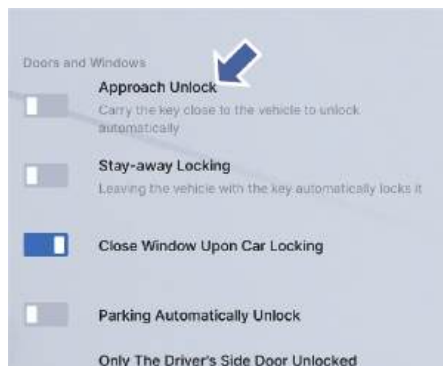 Doors and Windows
Approach Unlock
Carry the key close to the vehicle to unlock
automatically
Stay-away Locking
Leaving the vehicle with the key automatically locks it
Close Window Upon Car Locking
Parking Automatically Unlock
Only The Driver's Side Door Unlocked